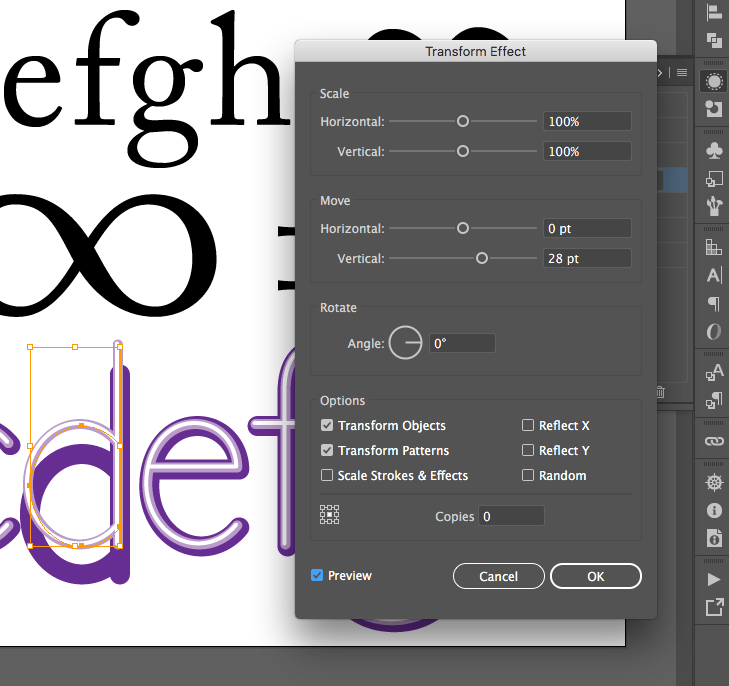 efgh
Transform Effect
Scale
Horizontal: 100%
Vertical: 100%
Move
Horizontal: 0 pt
Vertical: 28 pt
∞
Rotate
Angle: 0°
Options
Transform Objects Reflect X
Transform Patterns Reflect Y
Scale Strokes & Effects Random
cdef
Copies 0
Preview Cancel OK